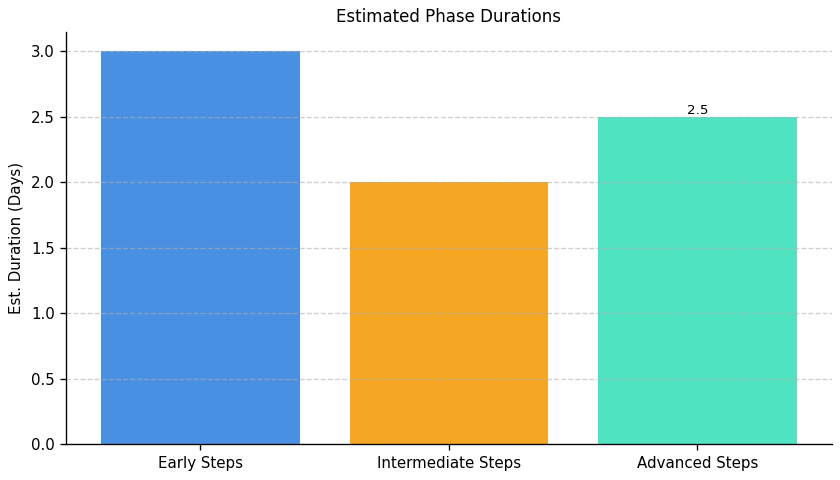 Estimated Phase Durations
Est. Duration (Days)
3.0
2.5
2.0
1.5
1.0
0.5
0.0
2.5
Early Steps
Intermediate Steps
Advanced Steps